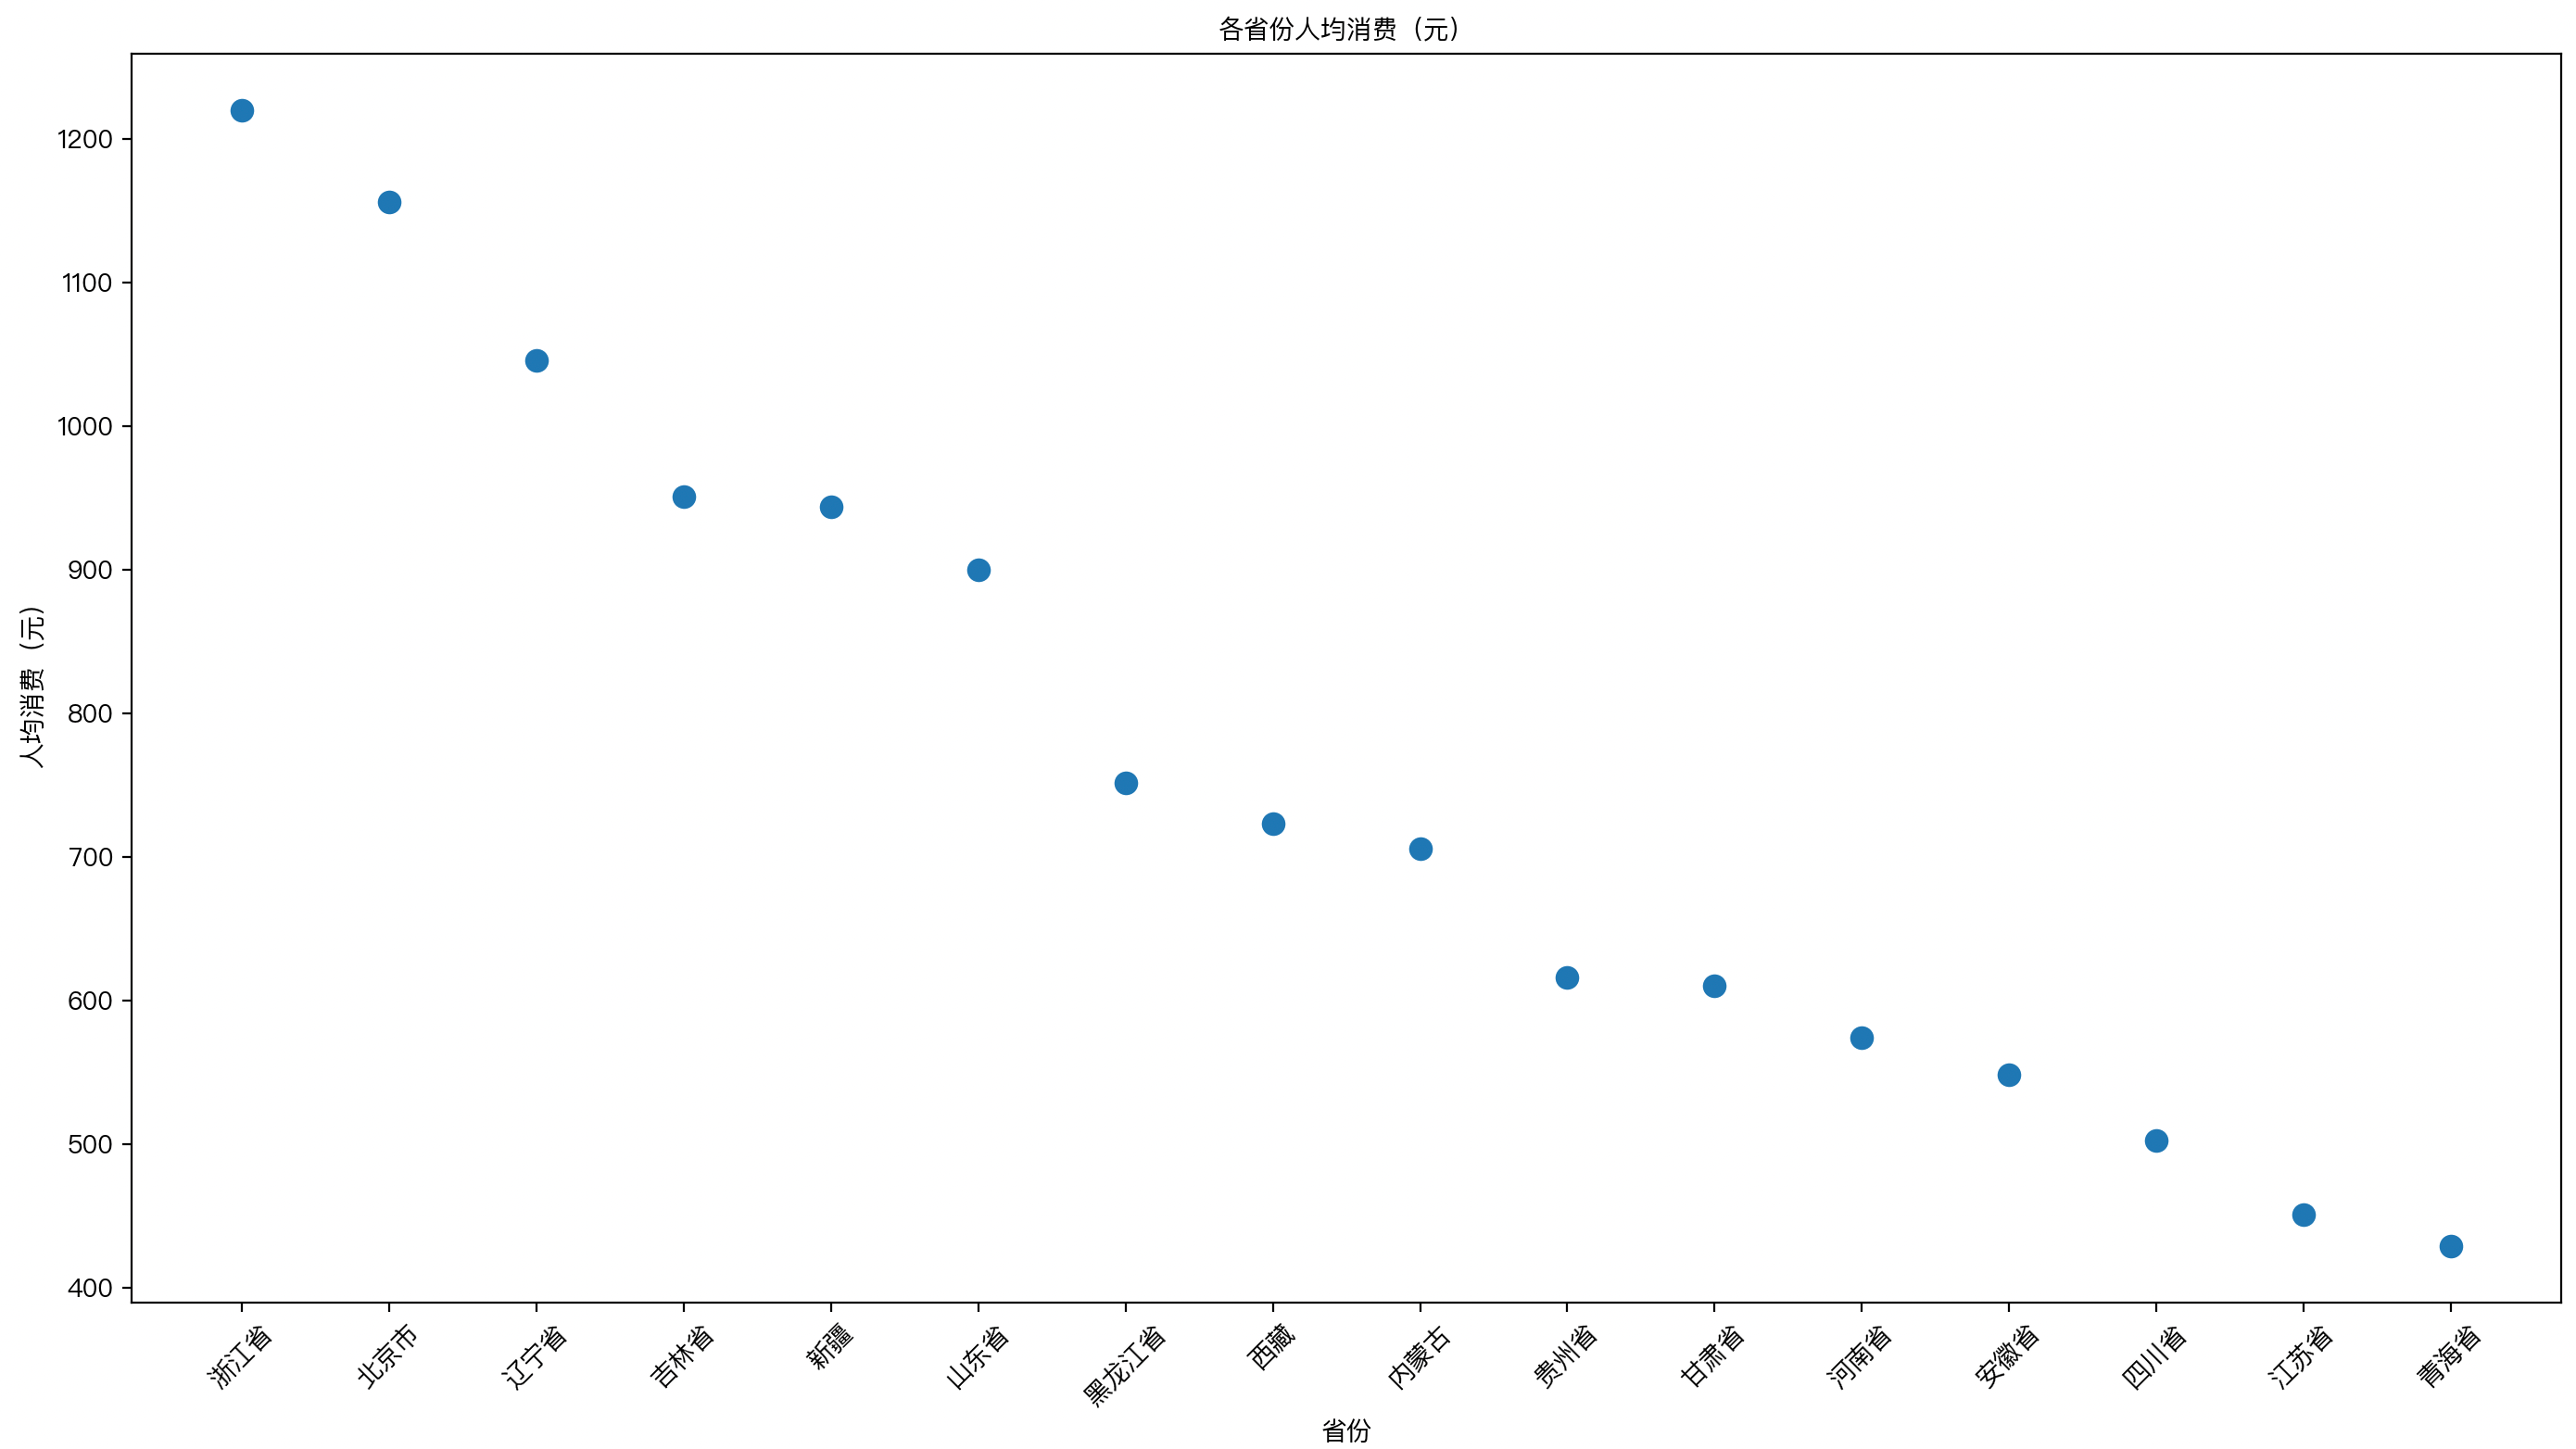 各省份人均消费（元）
人均消费（元）
1200
1100
1000
900
800
700
600
500
400
浙江省
北京市
辽宁省
吉林省
新疆
山东省
黑龙江省
西藏
内蒙古
贵州省
甘肃省
河南省
安徽省
四川省
江苏省
青海省
省份